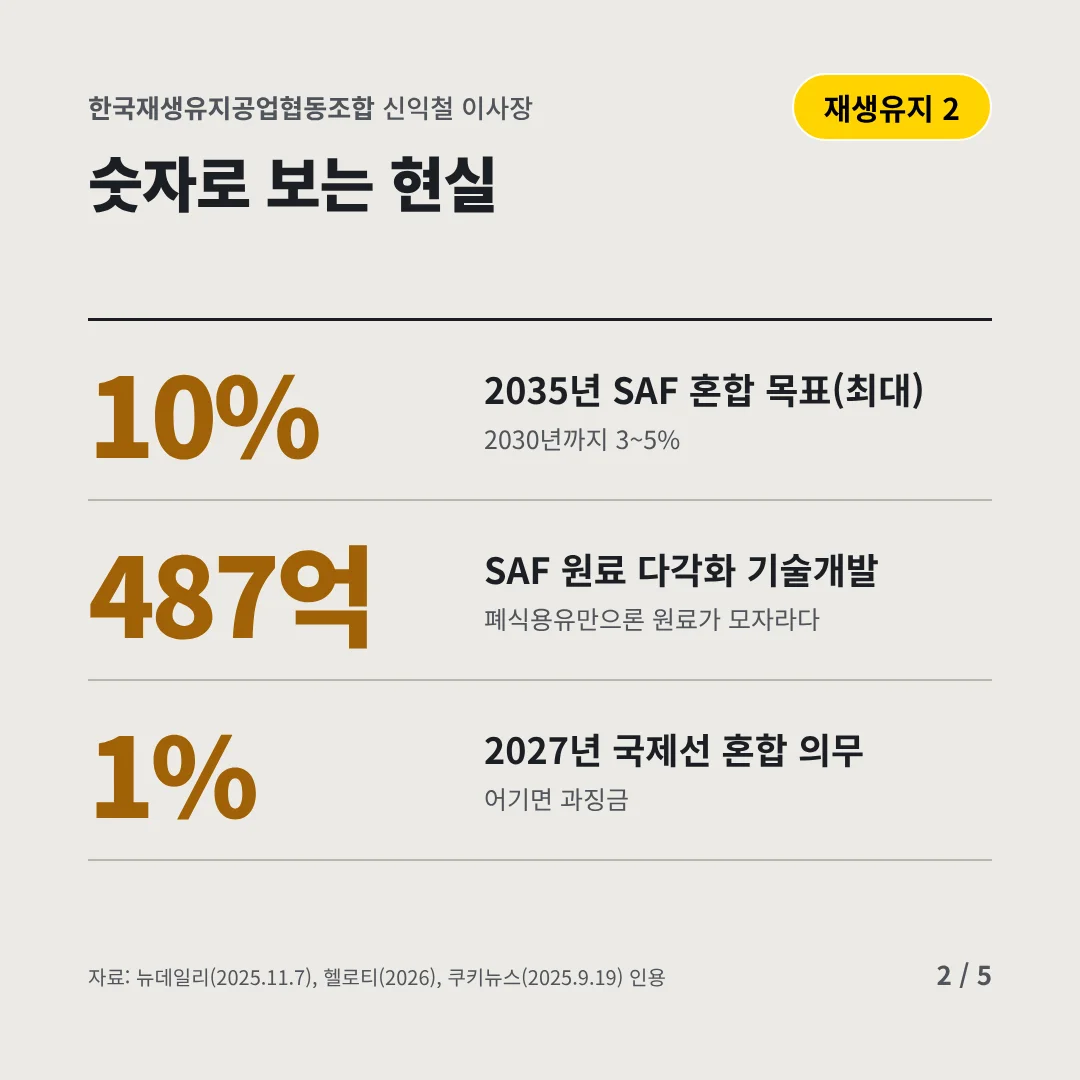 한국재생유지공업협동조합 신익철 이사장
재생유지 2
숫자로 보는 현실
10%
2035년 SAF 혼합 목표(최대)
2030년까지 3~5%
487억
SAF 원료 다각화 기술개발
폐식용유만으론 원료가 모자라다
1%
2027년 국제선 혼합 의무
어기면 과징금
자료: 뉴데일리(2025.11.7), 헬로티(2026), 쿠키뉴스(2025.9.19) 인용
2 / 5